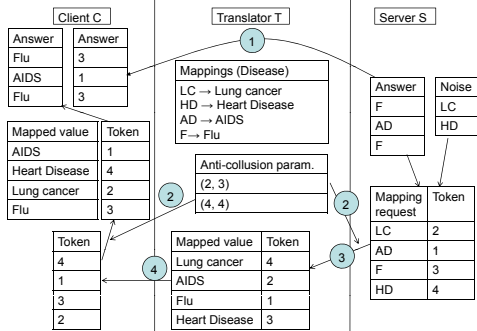 Client C
Translator T
Server S
Answer Answer
Flu 3
AIDS 1
Flu 3
1
Mappings (Disease)
LC → Lung cancer
HD → Heart Disease
AD → AIDS
F→ Flu
Answer
F
AD
F
Noise
LC
HD
Mapped value Token
AIDS 1
Heart Disease 4
Lung cancer 2
Flu 3
2
Anti-collusion param.
(2, 3)
(4, 4)
2
Mapping request Token
LC 2
AD 1
F 3
HD 4
3
Token
4
1
3
2
4
Mapped value Token
Lung cancer 4
AIDS 2
Flu 1
Heart Disease 3